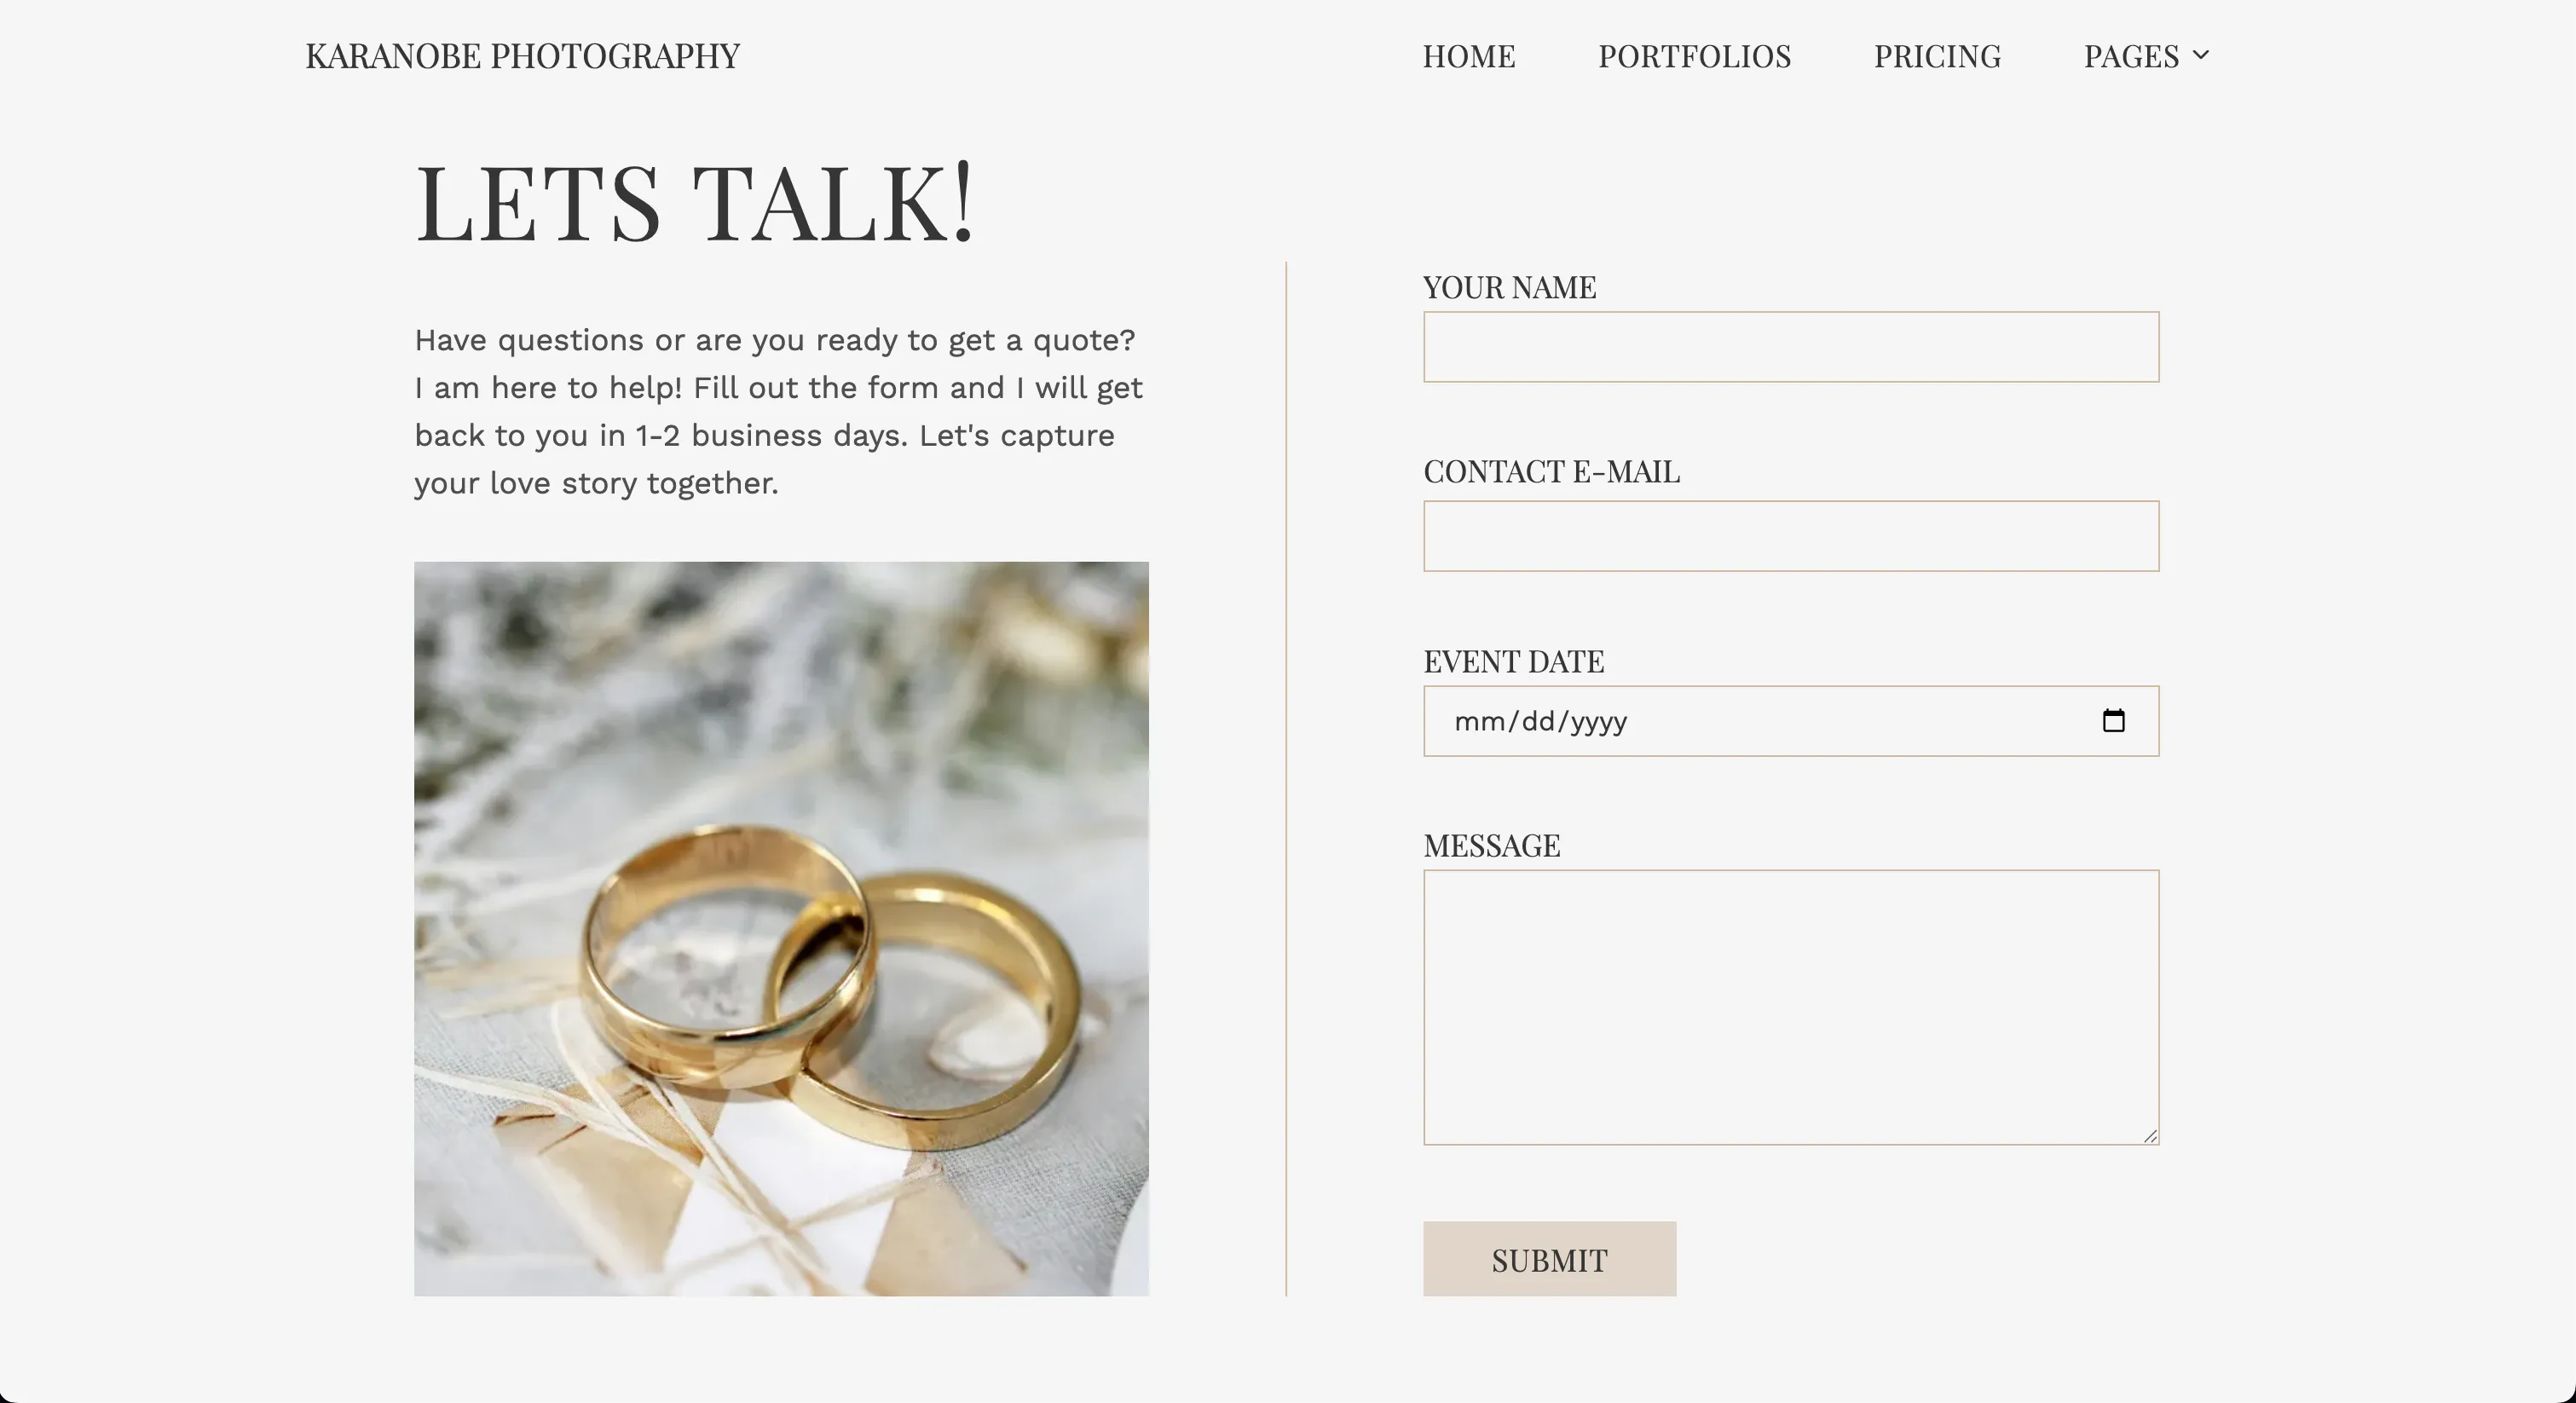 KARANOBE PHOTOGRAPHY
HOME
PORTFOLIOS
PRICING
PAGES
LETS TALK!
Have questions or are you ready to get a quote?
I am here to help! Fill out the form and I will get
back to you in 1-2 business days. Let's capture
your love story together.
YOUR NAME
CONTACT E-MAIL
EVENT DATE
mm/dd/yyyy
MESSAGE
SUBMIT